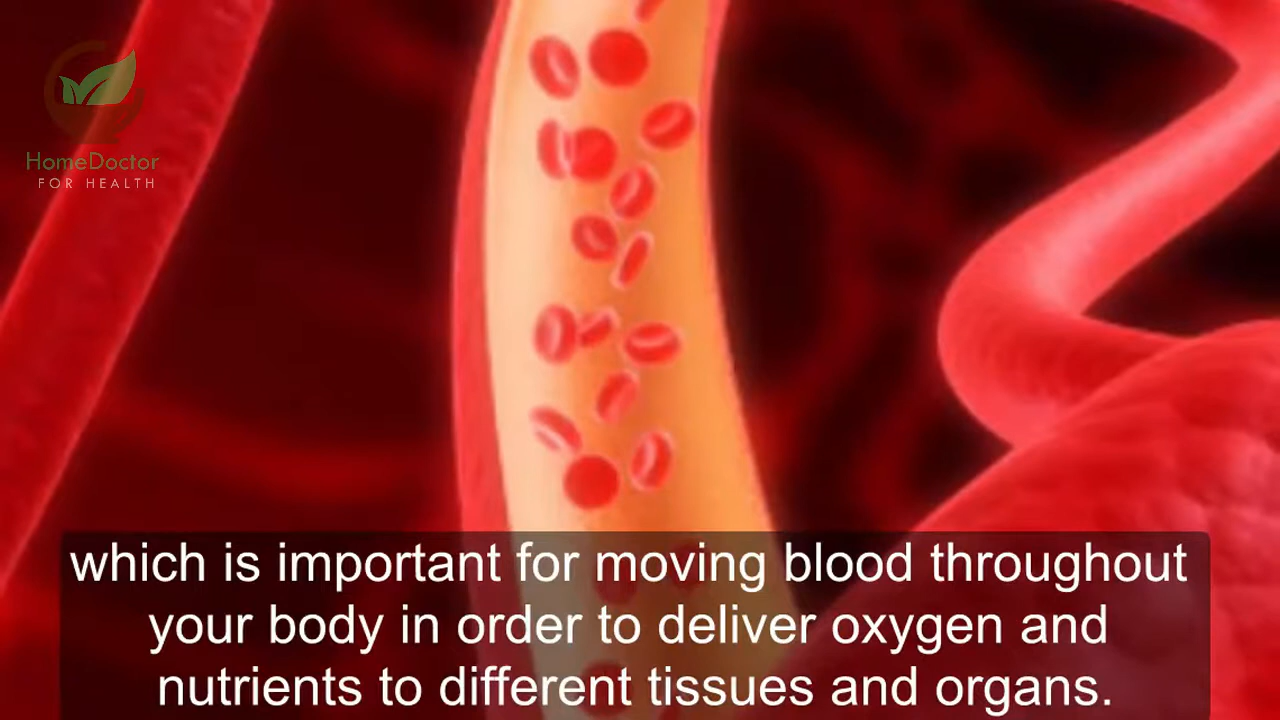 HomeDoctor
FOR HEALTH
which is important for moving blood throughout
your body in order to deliver oxygen and
nutrients to different tissues and organs.